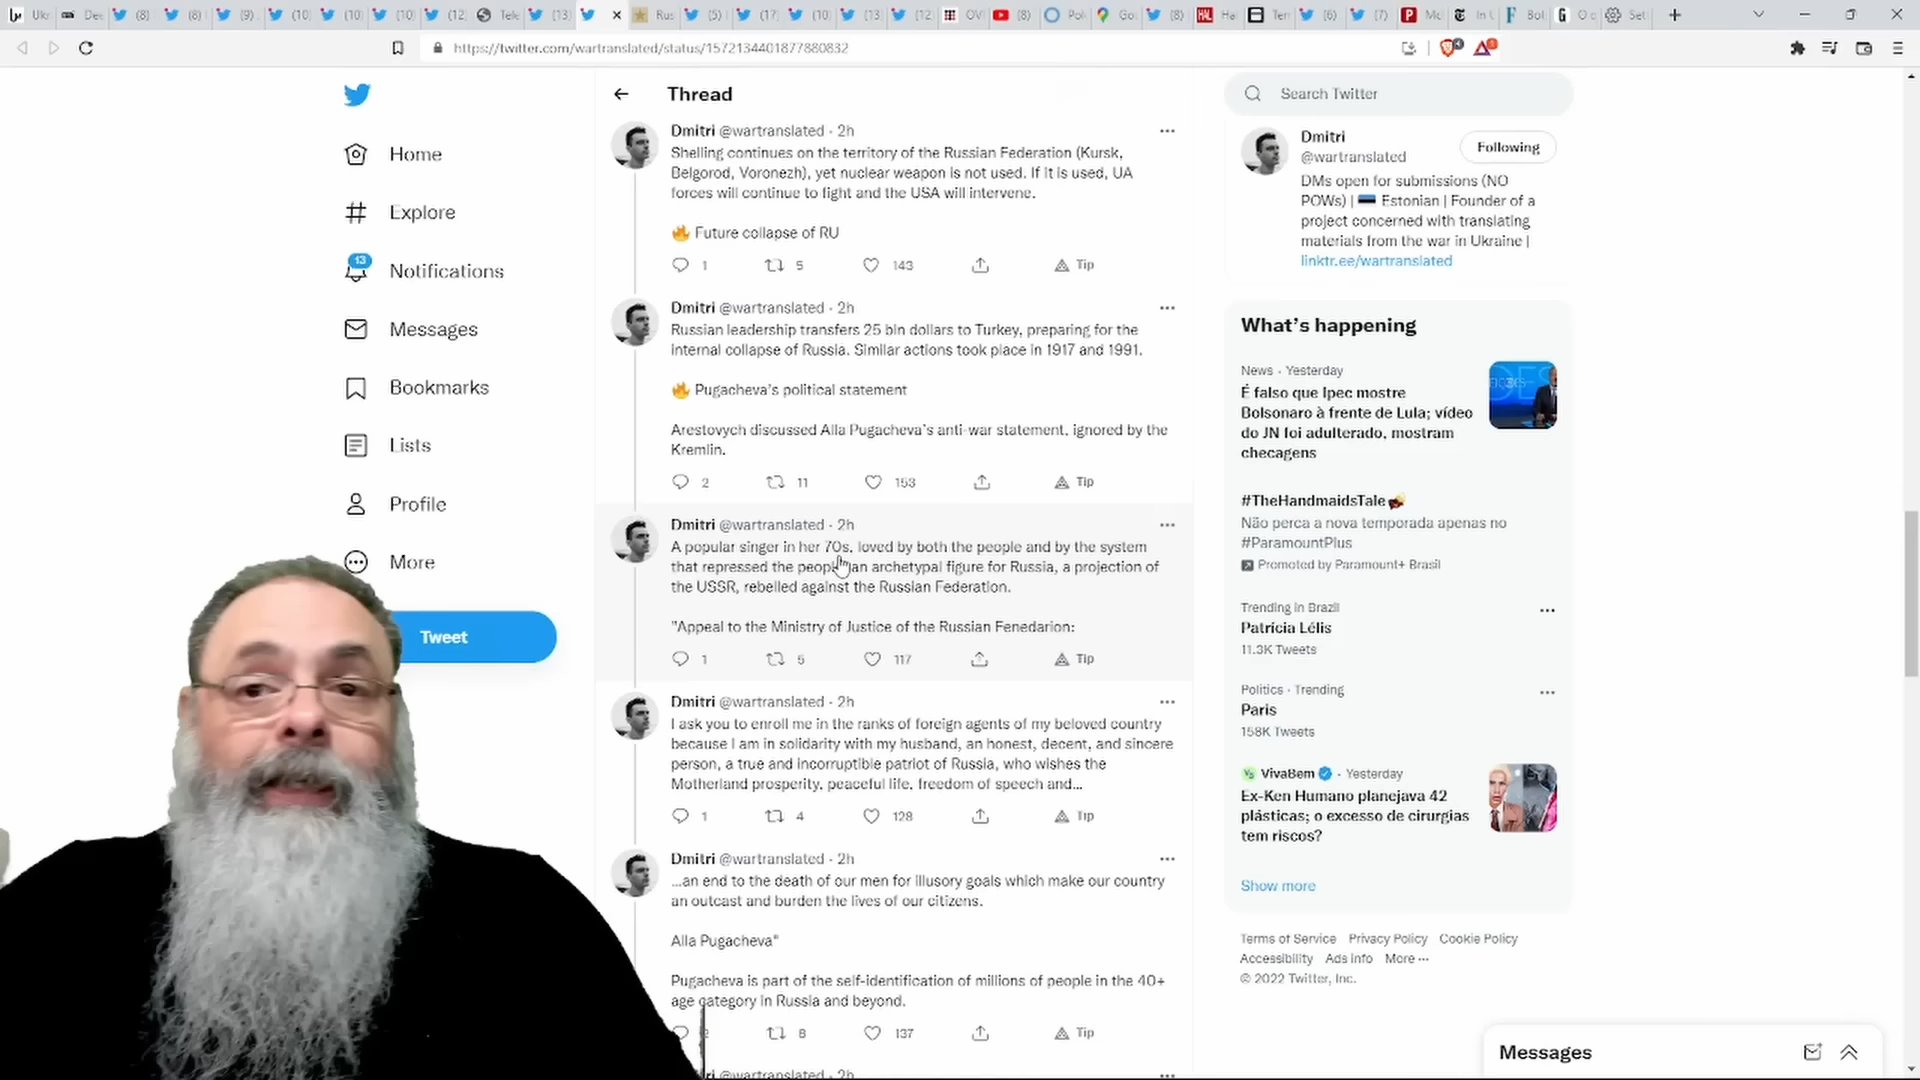 https://twitter.com/wartranslated/status/1572134401877880832
Home
Explore
13
Notifications
Messages
Bookmarks
Lists
Profile
More
Tweet
Thread
Dmitri @wartranslated · 2h
Shelling continues on the territory of the Russian Federation (Kursk,
Belgorod, Voronezh), yet nuclear weapon is not used. If it is used, UA
forces will continue to fight and the USA will intervene.
🔥 Future collapse of RU
1 5 143 Tip
Dmitri @wartranslated · 2h
Russian leadership transfers 25 bln dollars to Turkey, preparing for the
internal collapse of Russia. Similar actions took place in 1917 and 1991.
🔥 Pugacheva's political statement
Arestovych discussed Alla Pugacheva's anti-war statement, ignored by the
Kremlin.
2 11 153 Tip
Dmitri @wartranslated · 2h
A popular singer in her 70s, loved by both the people and by the system
that repressed the people, an archetypal figure for Russia, a projection of
the USSR, rebelled against the Russian Federation.
"Appeal to the Ministry of Justice of the Russian Fenedarion:
1 5 117 Tip
Dmitri @wartranslated · 2h
I ask you to enroll me in the ranks of foreign agents of my beloved country
because I am in solidarity with my husband, an honest, decent, and sincere
person, a true and incorruptible patriot of Russia, who wishes the
Motherland prosperity, peaceful life, freedom of speech and...
1 4 128 Tip
Dmitri @wartranslated · 2h
...an end to the death of our men for illusory goals which make our country
an outcast and burden the lives of our citizens.
Alla Pugacheva"
Pugacheva is part of the self-identification of millions of people in the 40+
age category in Russia and beyond.
8 137 Tip
Search Twitter
Dmitri
@wartranslated
Following
DMs open for submissions (NO
POWs) | 🇪🇪 Estonian | Founder of a
project concerned with translating
materials from the war in Ukraine |
linktr.ee/wartranslated
What's happening
News · Yesterday
É falso que Ipec mostre
Bolsonaro à frente de Lula; vídeo
do JN foi adulterado, mostram
checagens
#TheHandmaidsTale
Não perca a nova temporada apenas no
#ParamountPlus
Promoted by Paramount+ Brasil
Trending in Brazil
Patrícia Lélis
11.3K Tweets
Politics · Trending
Paris
158K Tweets
VivaBem · Yesterday
Ex-Ken Humano planejava 42
plásticas; o excesso de cirurgias
tem riscos?
Show more
Terms of Service Privacy Policy Cookie Policy
Accessibility Ads info More ···
© 2022 Twitter, Inc.
Messages